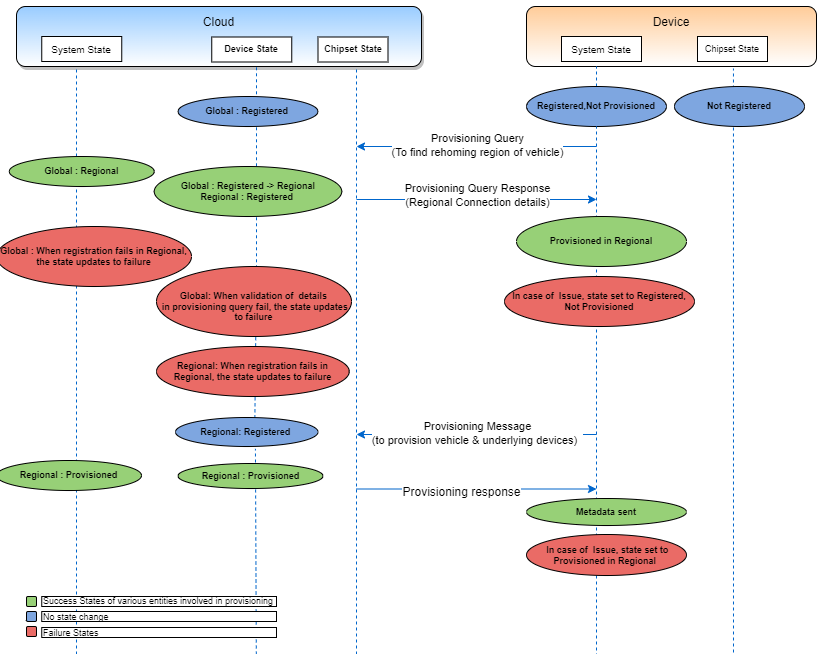 Cloud
Device
System State
Device State
Chipset State
System State
Chipset State
Global : Registered
Registered,Not Provisioned
Not Registered
Provisioning Query
(To find rehoming region of vehicle)
Global : Regional
Global : Registered -> Regional
Regional : Registered
Provisioning Query Response
(Regional Connection details)
Provisioned in Regional
Global : When registration fails in Regional,
the state updates to failure
Global: When validation of details
in provisioning query fail, the state updates
to failure
In case of Issue, state set to Registered,
Not Provisioned
Regional: When registration fails in
Regional, the state updates to failure
Regional: Registered
Provisioning Message
(to provision vehicle & underlying devices)
Regional : Provisioned
Regional : Provisioned
Provisioning response
Metadata sent
In case of Issue, state set to
Provisioned in Regional
Success States of various entities involved in provisioning
No state change
Failure States